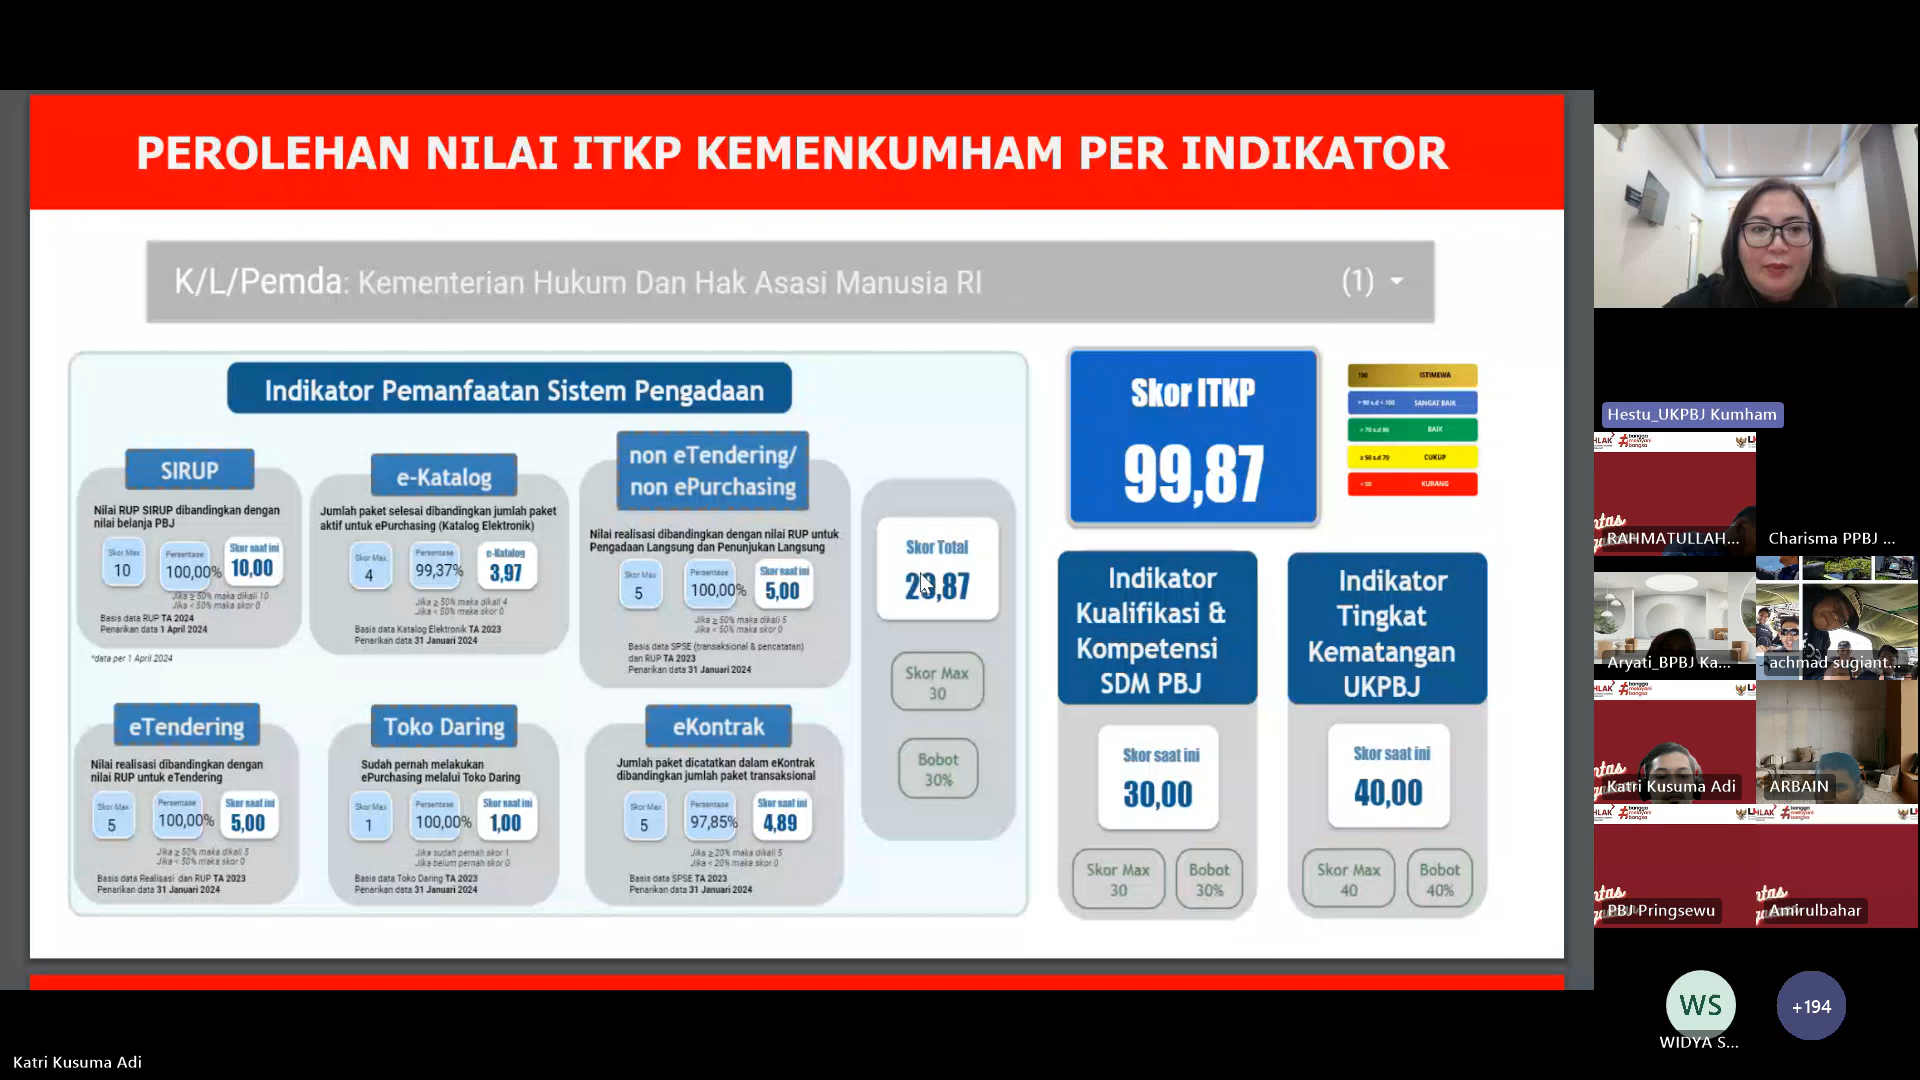 PEROLEHAN NILAI ITKP KEMENKUMHAM PER INDIKATOR
K/L/Pemda: Kementerian Hukum Dan Hak Asasi Manusia RI (1)
Indikator Pemanfaatan Sistem Pengadaan
SIRUP
Nilai RUP SIRUP dibandingkan dengan
nilai belanja PBJ
Skor Max
10
Persentase
100,00%
Skor saat ini
10,00
Jika ≥ 50% maka dikali 10
Jika < 50% maka skor 0
Basis data RUP TA 2024
Penarikan data 1 April 2024
*data per 1 April 2024
e-Katalog
Jumlah paket selesai dibandingkan jumlah paket
aktif untuk ePurchasing (Katalog Elektronik)
Skor Max
4
Persentase
99,37%
e-Katalog
3,97
Jika ≥ 50% maka dikali 4
Jika < 50% maka skor 0
Basis data Katalog Elektronik TA 2023
Penarikan data 31 Januari 2024
non eTendering/
non ePurchasing
Nilai realisasi dibandingkan dengan nilai RUP untuk
Pengadaan Langsung dan Penunjukan Langsung
Skor Max
5
Persentase
100,00%
Skor saat ini
5,00
Jika ≥ 50% maka dikali 5
Jika < 50% maka skor 0
Basis data SPSE (transaksional & pencatatan)
dan RUP TA 2023
Penarikan data 31 Januari 2024
eTendering
Nilai realisasi dibandingkan dengan
nilai RUP untuk eTendering
Skor Max
5
Persentase
100,00%
Skor saat ini
5,00
Jika ≥ 50% maka dikali 5
Jika < 50% maka skor 0
Basis data Realisasi dan RUP TA 2023
Penarikan data 31 Januari 2024
Toko Daring
Sudah pernah melakukan
ePurchasing melalui Toko Daring
Skor Max
1
Persentase
100,00%
Skor saat ini
1,00
Jika sudah pernah skor 1
Jika belum pernah skor 0
Basis data Toko Daring TA 2023
Penarikan data 31 Januari 2024
eKontrak
Jumlah paket dicatatkan dalam eKontrak
dibandingkan jumlah paket transaksional
Skor Max
5
Persentase
97,85%
Skor saat ini
4,89
Jika ≥ 20% maka dikali 5
Jika < 20% maka skor 0
Basis data SPSE TA 2023
Penarikan data 31 Januari 2024
Skor Total
29,87
Skor Max
30
Bobot
30%
Skor ITKP
99,87
100 ISTIMEWA
> 90 s.d < 100 SANGAT BAIK
> 70 s.d 90 BAIK
≥ 50 s.d 70 CUKUP
< 50 KURANG
Indikator
Kualifikasi &
Kompetensi
SDM PBJ
Skor saat ini
30,00
Skor Max
30
Bobot
30%
Indikator
Tingkat
Kematangan
UKPBJ
Skor saat ini
40,00
Skor Max
40
Bobot
40%
Hestu_UKPBJ Kumham
RAHMATULLAH...
Charisma PPBJ ...
Aryati_BPBJ Ka...
achmad sugiant...
Katri Kusuma Adi
ARBAIN
PBJ Pringsewu
Amirulbahar
WS
WIDYA S...
+194
Katri Kusuma Adi